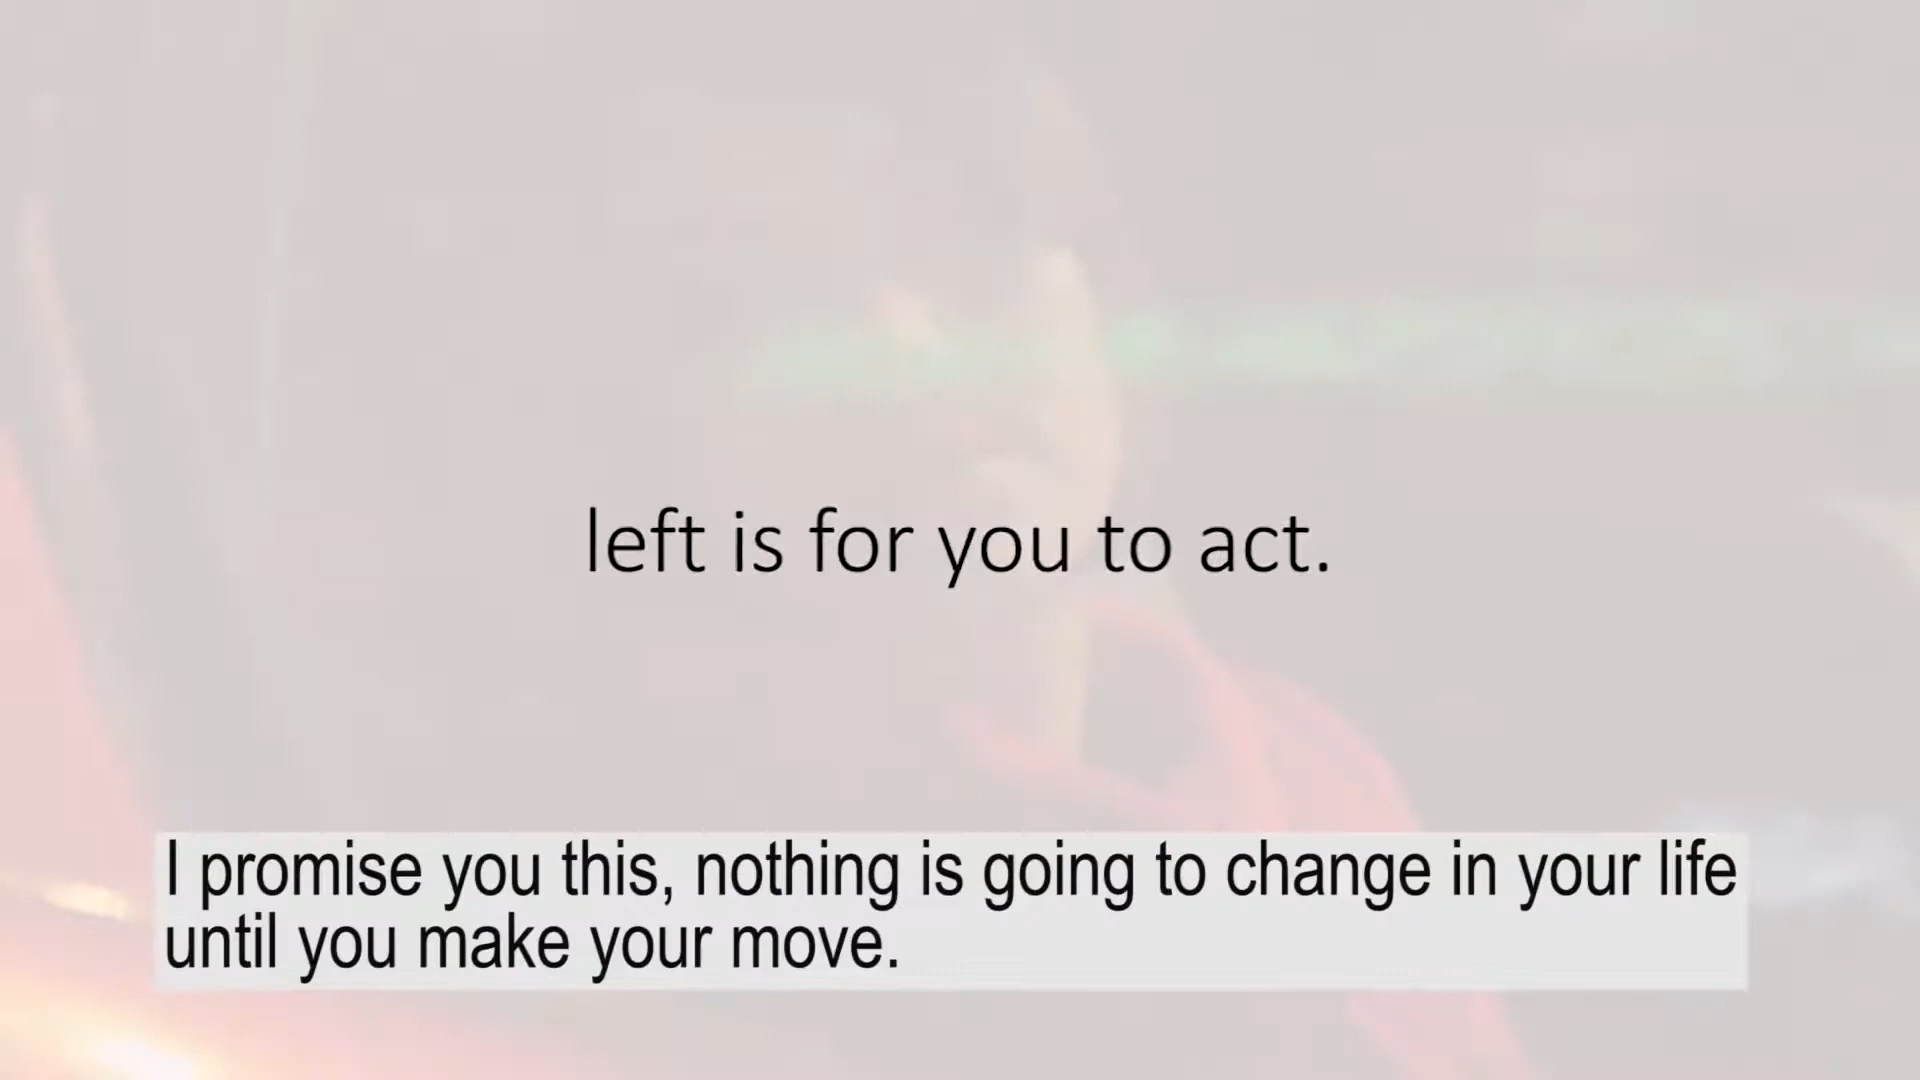 left is for you to act.
I promise you this, nothing is going to change in your life
until you make your move.